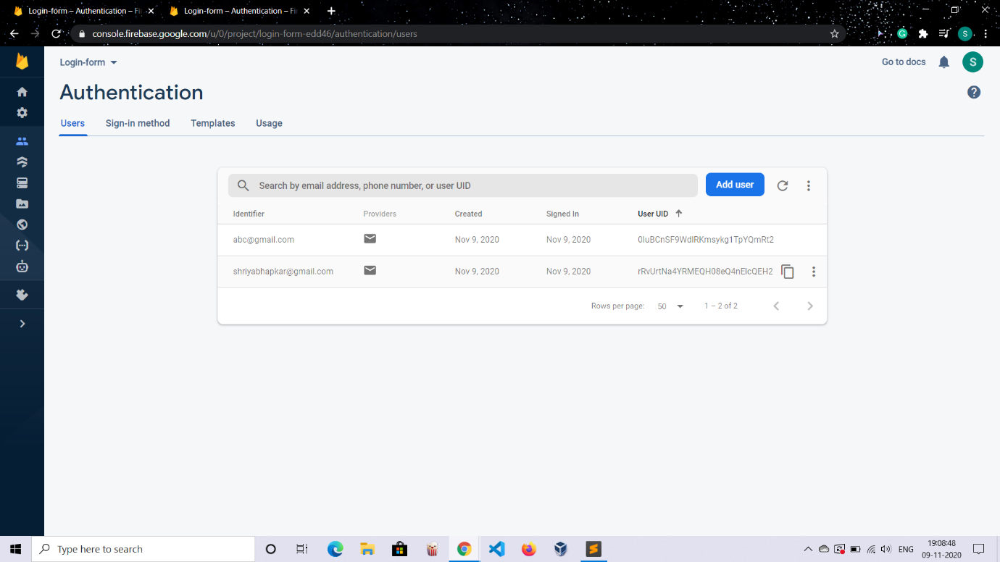 Login-form – Authentication – Fi
Login-form – Authentication – Fi
console.firebase.google.com/u/0/project/login-form-edd46/authentication/users
G
S
Login-form
Go to docs
S
Authentication
?
Users Sign-in method Templates Usage
Search by email address, phone number, or user UID
Add user
Identifier Providers Created Signed In User UID
abc@gmail.com Nov 9, 2020 Nov 9, 2020 0IuBCnSF9WdIRKmsykg1TpYQmRt2
shriyabhapkar@gmail.com Nov 9, 2020 Nov 9, 2020 rRvUrtNa4YRMEQH08eQ4nEIcQEH2
Rows per page: 50 1 – 2 of 2
Type here to search
ENG
19:08:48
09-11-2020